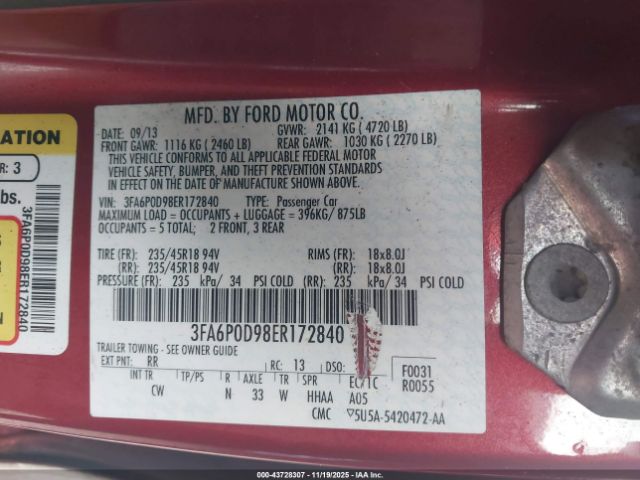 ATION
R: 3
lbs.
3FA6P0D98ER172840
MFD. BY FORD MOTOR CO.
DATE: 09/13 GVWR: 2141 KG ( 4720 LB)
FRONT GAWR: 1116 KG ( 2460 LB) REAR GAWR: 1030 KG ( 2270 LB)
THIS VEHICLE CONFORMS TO ALL APPLICABLE FEDERAL MOTOR
VEHICLE SAFETY, BUMPER, AND THEFT PREVENTION STANDARDS
IN EFFECT ON THE DATE OF MANUFACTURE SHOWN ABOVE.
VIN: 3FA6P0D98ER172840 TYPE: Passenger Car
MAXIMUM LOAD = OCCUPANTS + LUGGAGE = 396KG/ 875LB
OCCUPANTS = 5 TOTAL; 2 FRONT, 3 REAR
TIRE (FR): 235/45R18 94V RIMS (FR): 18x8.0J
(RR): 235/45R18 94V (RR): 18x8.0J
PRESSURE (FR): 235 kPa/ 34 PSI COLD (RR): 235 kPa/ 34 PSI COLD
3FA6P0D98ER172840
TRAILER TOWING - SEE OWNER GUIDE
EXT PNT: RR RC: 13 DSO: F0031
R0055
INT TR TP/PS R AXLE TR SPR EC/1C
CW N 33 W HHAA A05
CMC ▽5U5A-5420472-AA
000-43728307 - 11/19/2025 - IAAI.com